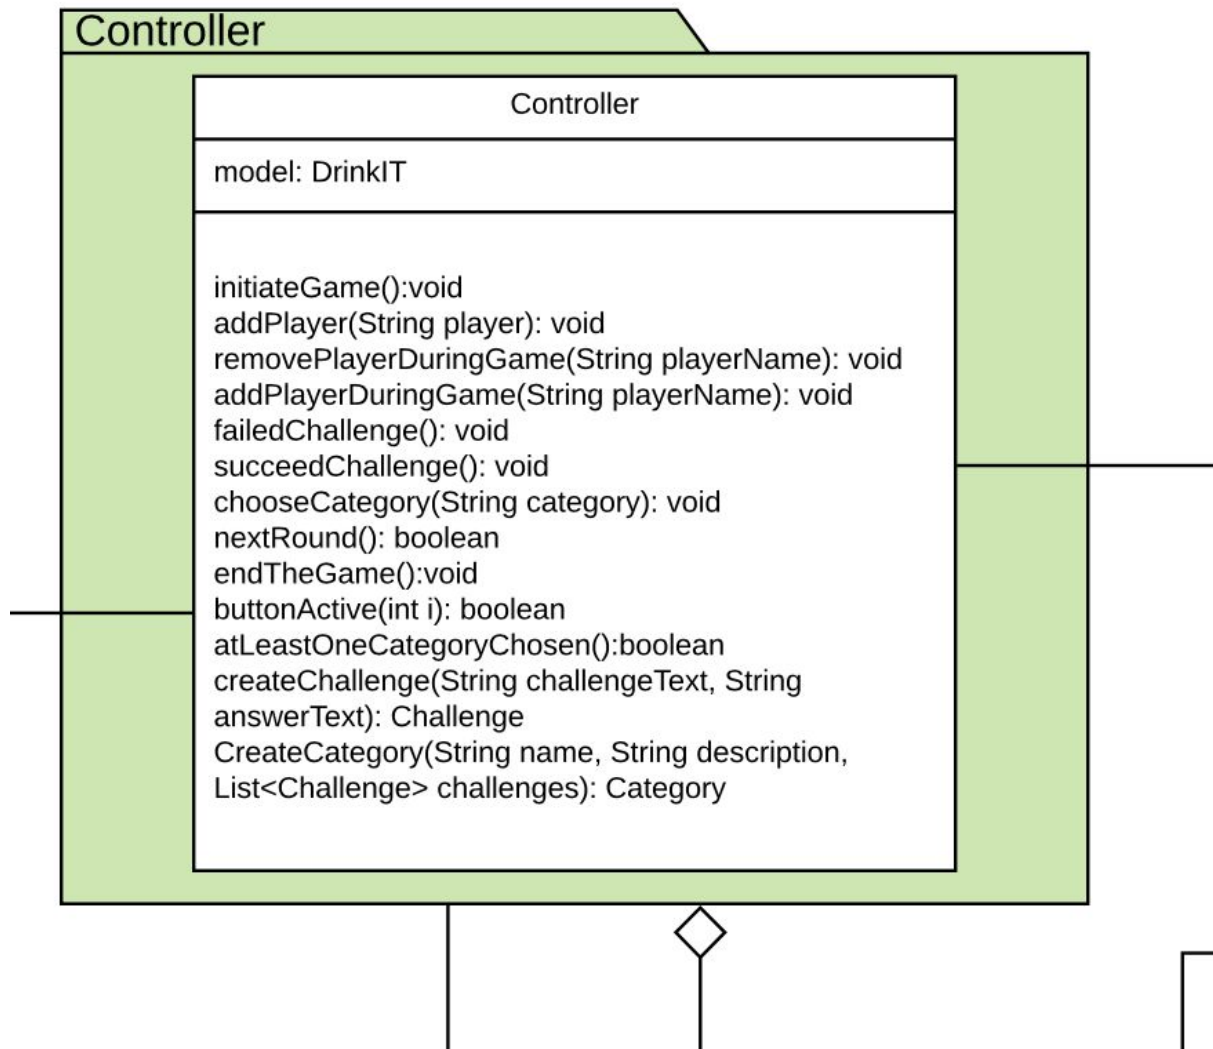 Controller
Controller
model: DrinkIT
initiateGame():void
addPlayer(String player): void
removePlayerDuringGame(String playerName): void
addPlayerDuringGame(String playerName): void
failedChallenge(): void
succeedChallenge(): void
chooseCategory(String category): void
nextRound(): boolean
endTheGame():void
buttonActive(int i): boolean
atLeastOneCategoryChosen():boolean
createChallenge(String challengeText, String
answerText): Challenge
CreateCategory(String name, String description,
List<Challenge> challenges): Category